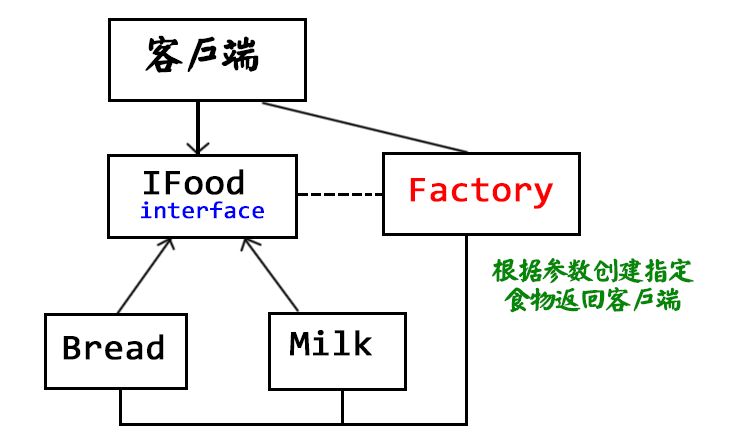 客户端
IFood
interface
Factory
根据参数创建指定
食物返回客户端
Bread
Milk